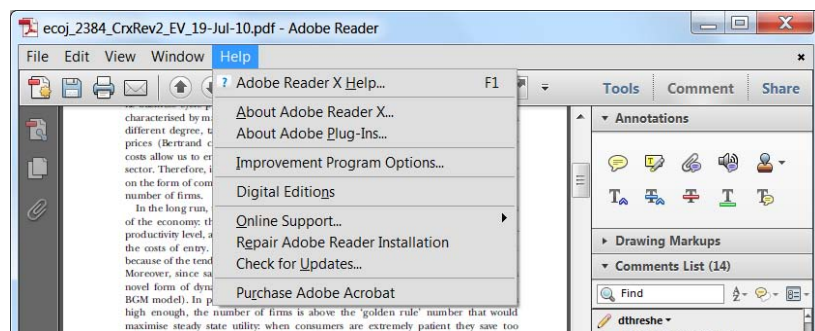 ecoj_2384_CrxRev2_EV_19-Jul-10.pdf - Adobe Reader
File Edit View Window Help
Tools Comment Share
? Adobe Reader X Help... F1
About Adobe Reader X...
About Adobe Plug-Ins...
Improvement Program Options...
Digital Editions
Online Support...
Repair Adobe Reader Installation
Check for Updates...
Purchase Adobe Acrobat
characterised by m
different degree, t
prices (Bertrand c
costs allow us to er
sector. Therefore, i
on the form of com
number of firms.
In the long run,
of the economy: th
productivity level, a
the costs of entry.
because of the tend
Moreover, since sa
novel form of dyna
BGM model). In p
high enough, the number of firms is above the 'golden rule' number that would
maximise steady state utility: when consumers are extremely patient they save too
Annotations
Drawing Markups
Comments List (14)
Find
dthreshe